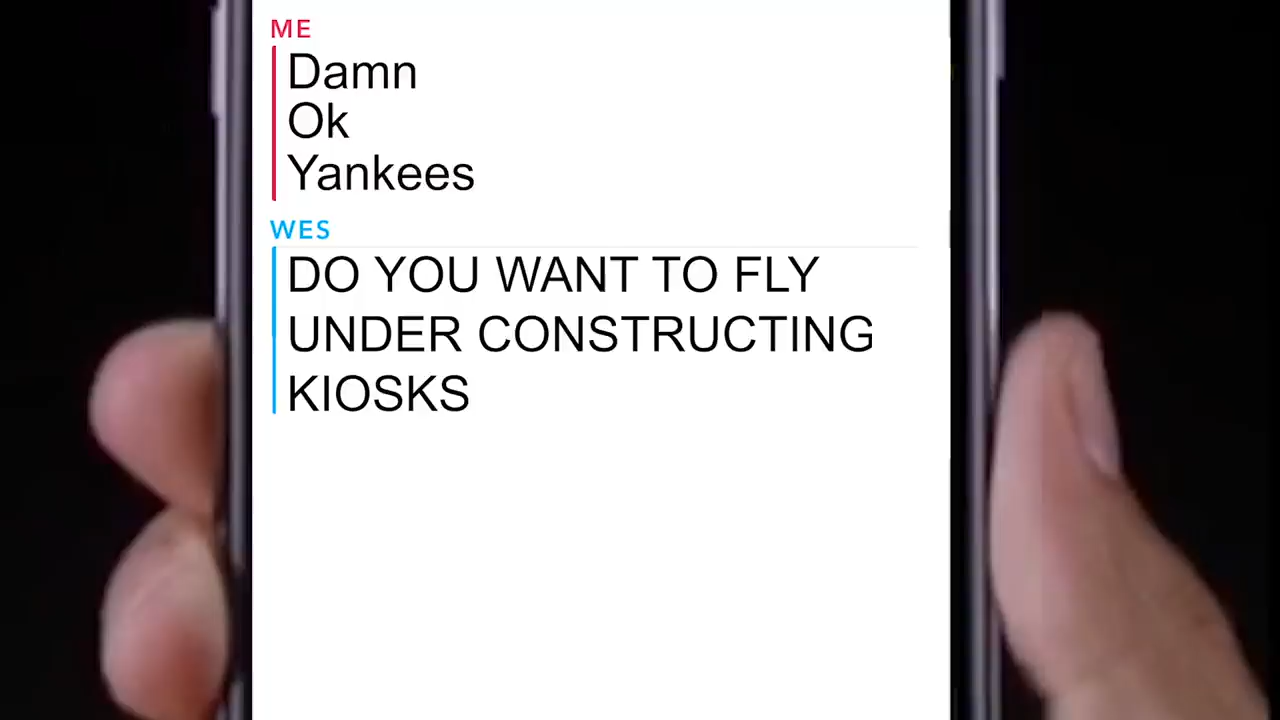 ME
Damn
Ok
Yankees
WES
DO YOU WANT TO FLY
UNDER CONSTRUCTING
KIOSKS